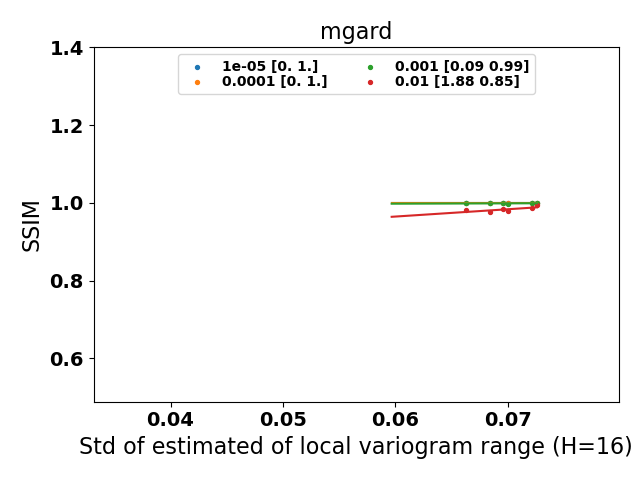 mgard
1e-05 [0. 1.]
0.0001 [0. 1.]
0.001 [0.09 0.99]
0.01 [1.88 0.85]
1.4
1.2
1.0
0.8
0.6
SSIM
0.04 0.05 0.06 0.07
Std of estimated of local variogram range (H=16)